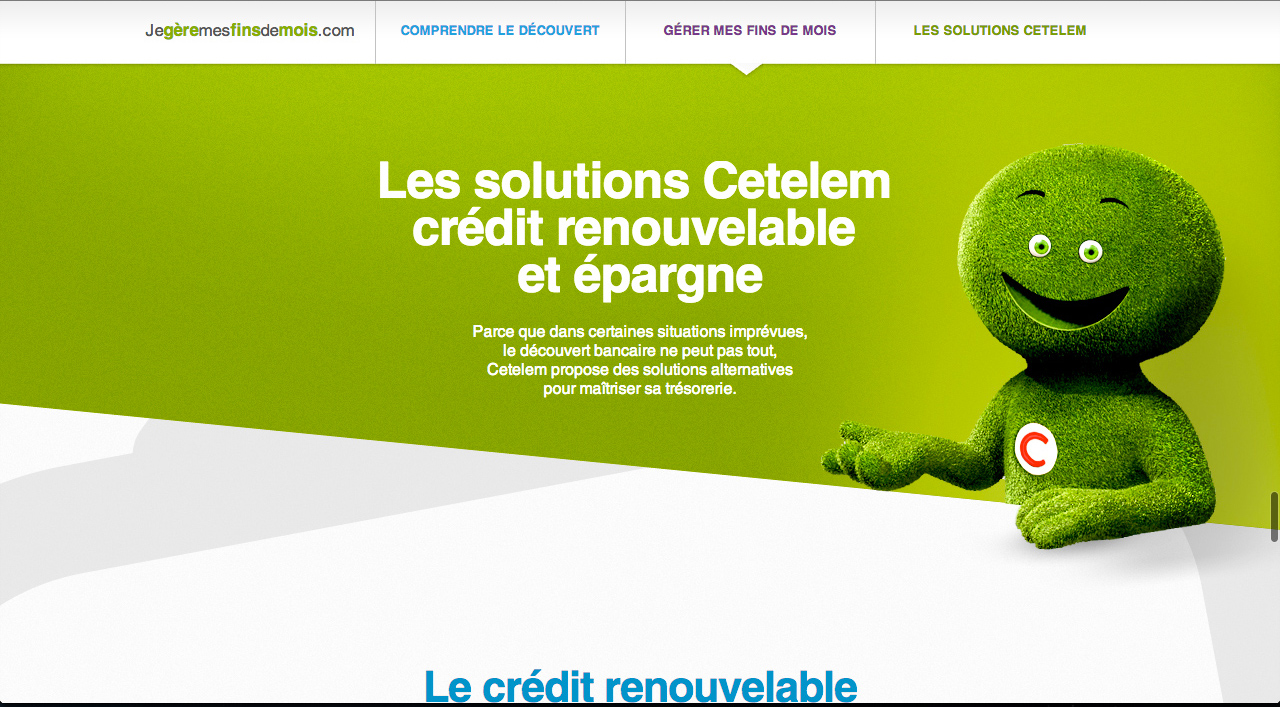 Jegèremesfinsdemois.com
COMPRENDRE LE DÉCOUVERT
GÉRER MES FINS DE MOIS
LES SOLUTIONS CETELEM
Les solutions Cetelem
crédit renouvelable
et épargne
Parce que dans certaines situations imprévues,
le découvert bancaire ne peut pas tout,
Cetelem propose des solutions alternatives
pour maîtriser sa trésorerie.
C
Le crédit renouvelable